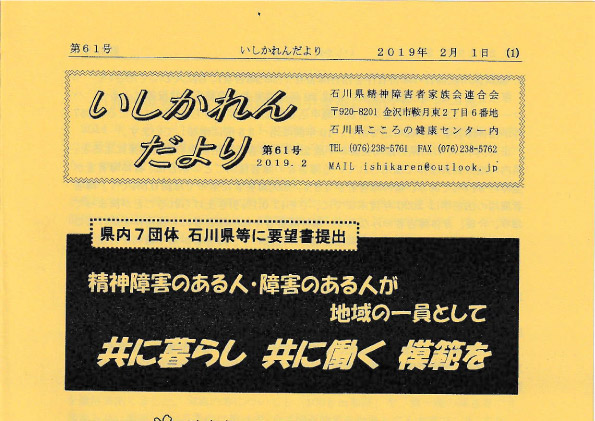 第61号 いしかれんだより 2019年 2月 1日 (1)
いしかれん
だより 第61号
2019.2
石川県精神障害者家族会連合会
〒920-8201 金沢市鞍月東2丁目6番地
石川県こころの健康センター内
TEL (076)238-5761 FAX (076)238-5762
MAIL ishikaren@outlook.jp
県内7団体 石川県等に要望書提出
精神障害のある人・障害のある人が
地域の一員として
共に暮らし 共に働く 模範を